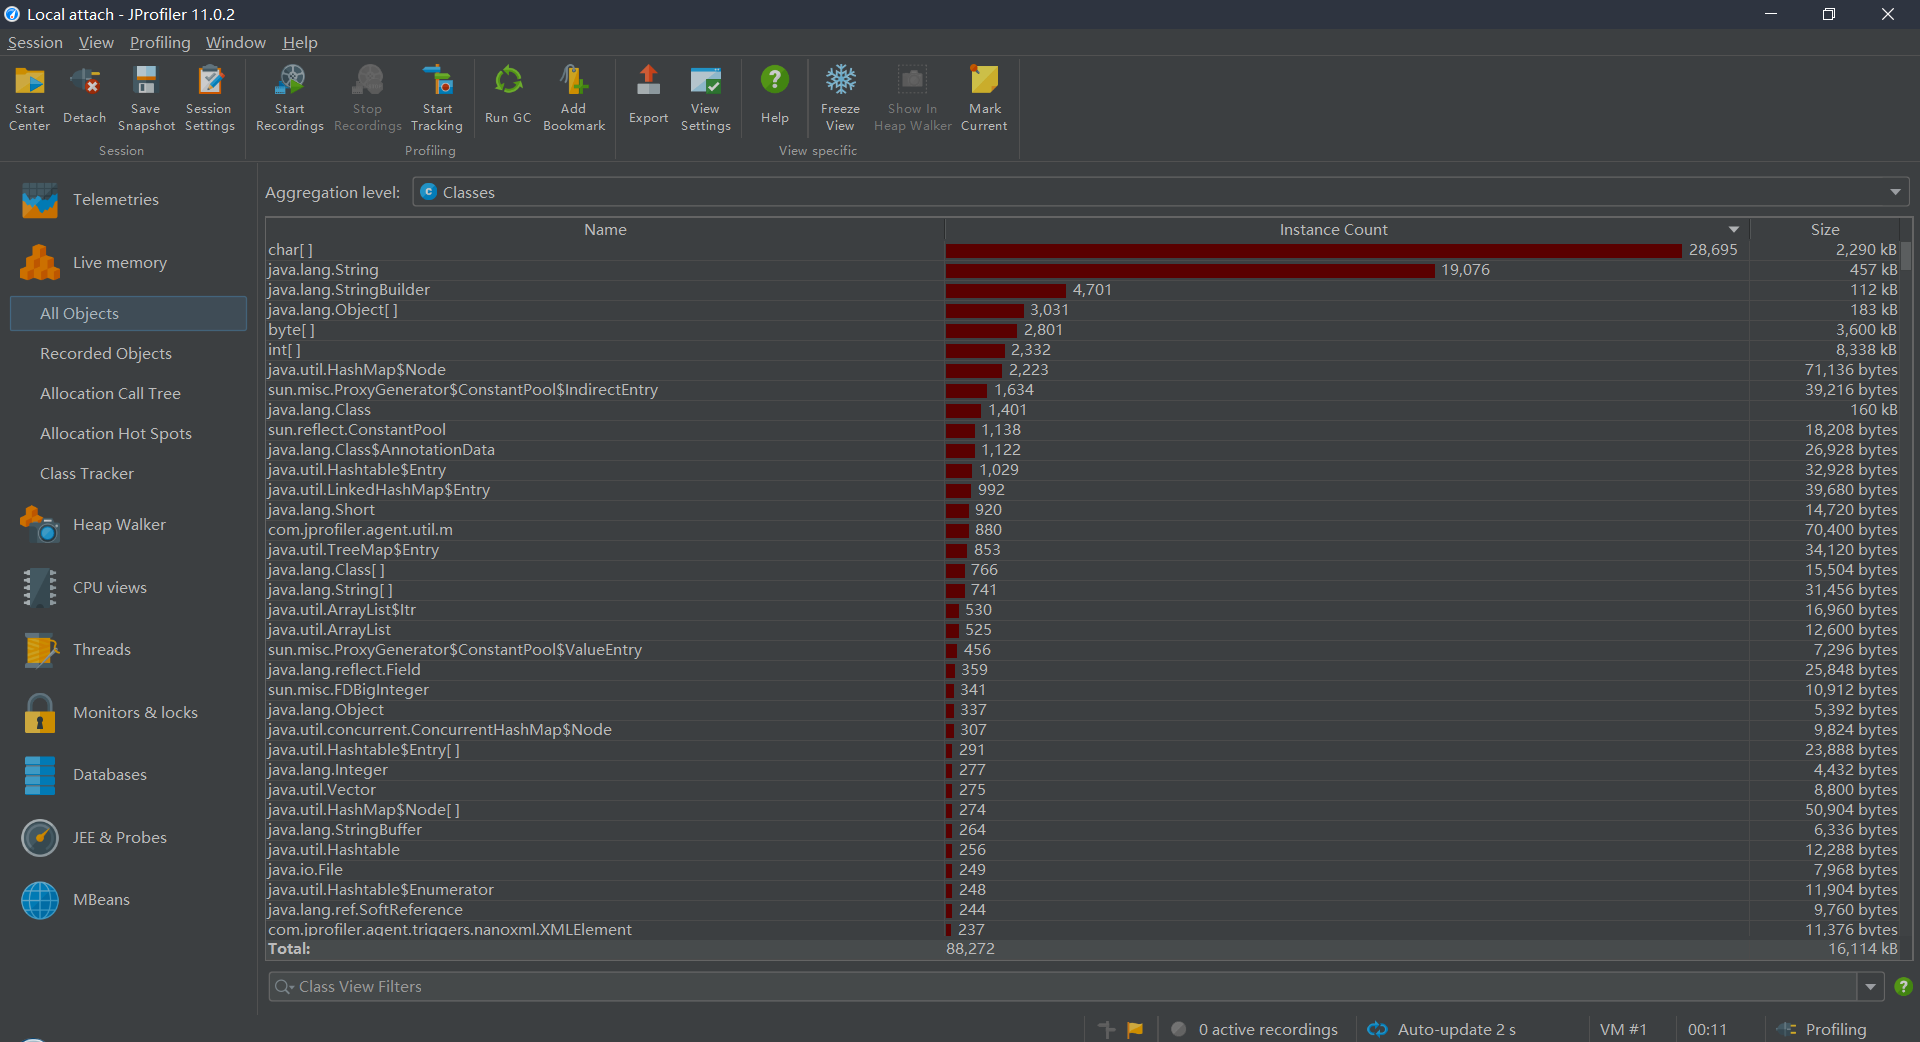 Local attach - JProfiler 11.0.2
Session View Profiling Window Help
Start Center
Detach
Save Snapshot
Session Settings
Start Recordings
Stop Recordings
Start Tracking
Run GC
Add Bookmark
Export
View Settings
Help
Freeze View
Show In Heap Walker
Mark Current
Session
Profiling
View specific
Telemetries
Live memory
All Objects
Recorded Objects
Allocation Call Tree
Allocation Hot Spots
Class Tracker
Heap Walker
CPU views
Threads
Monitors & locks
Databases
JEE & Probes
MBeans
Aggregation level: Classes
Name Instance Count Size
char[ ] 28,695 2,290 kB
java.lang.String 19,076 457 kB
java.lang.StringBuilder 4,701 112 kB
java.lang.Object[ ] 3,031 183 kB
byte[ ] 2,801 3,600 kB
int[ ] 2,332 8,338 kB
java.util.HashMap$Node 2,223 71,136 bytes
sun.misc.ProxyGenerator$ConstantPool$IndirectEntry 1,634 39,216 bytes
java.lang.Class 1,401 160 kB
sun.reflect.ConstantPool 1,138 18,208 bytes
java.lang.Class$AnnotationData 1,122 26,928 bytes
java.util.Hashtable$Entry 1,029 32,928 bytes
java.util.LinkedHashMap$Entry 992 39,680 bytes
java.lang.Short 920 14,720 bytes
com.jprofiler.agent.util.m 880 70,400 bytes
java.util.TreeMap$Entry 853 34,120 bytes
java.lang.Class[ ] 766 15,504 bytes
java.lang.String[ ] 741 31,456 bytes
java.util.ArrayList$Itr 530 16,960 bytes
java.util.ArrayList 525 12,600 bytes
sun.misc.ProxyGenerator$ConstantPool$ValueEntry 456 7,296 bytes
java.lang.reflect.Field 359 25,848 bytes
sun.misc.FDBigInteger 341 10,912 bytes
java.lang.Object 337 5,392 bytes
java.util.concurrent.ConcurrentHashMap$Node 307 9,824 bytes
java.util.Hashtable$Entry[ ] 291 23,888 bytes
java.lang.Integer 277 4,432 bytes
java.util.Vector 275 8,800 bytes
java.util.HashMap$Node[ ] 274 50,904 bytes
java.lang.StringBuffer 264 6,336 bytes
java.util.Hashtable 256 12,288 bytes
java.io.File 249 7,968 bytes
java.util.Hashtable$Enumerator 248 11,904 bytes
java.lang.ref.SoftReference 244 9,760 bytes
com.jprofiler.agent.triggers.nanoxml.XMLElement 237 11,376 bytes
Total: 88,272 16,114 kB
Class View Filters
0 active recordings Auto-update 2 s VM #1 00:11 Profiling